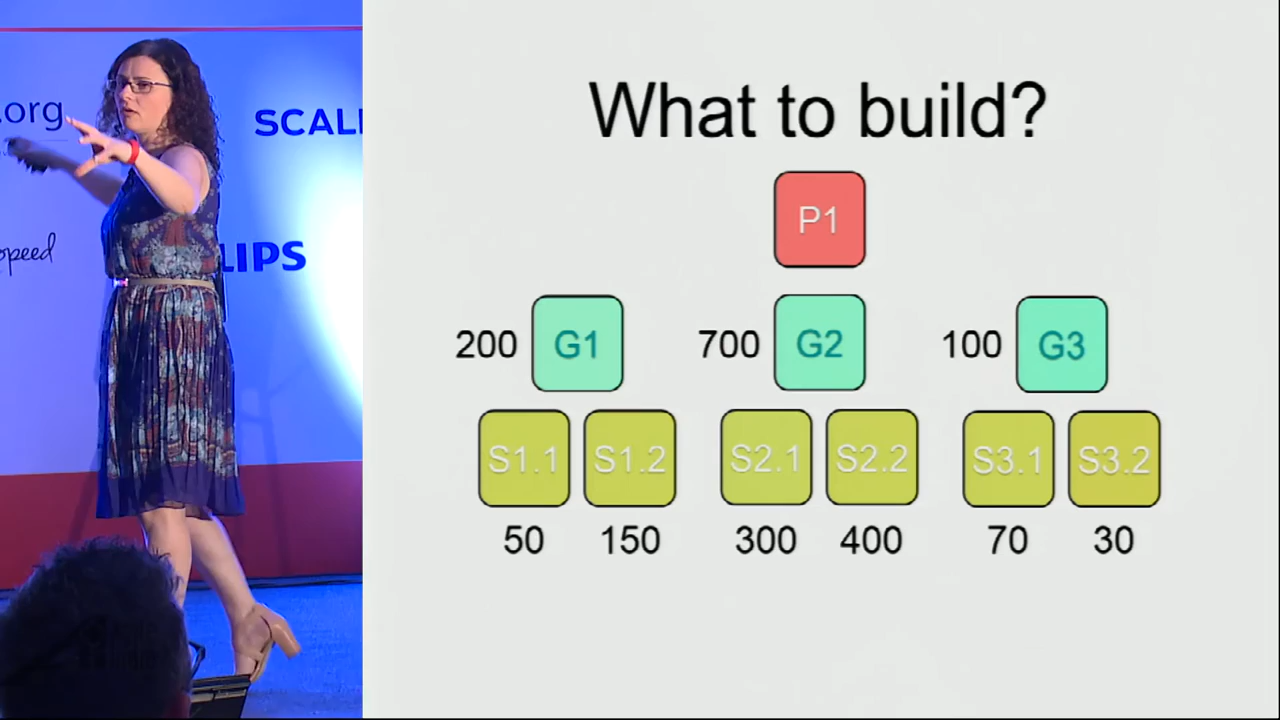 .org
SCALE
LIPS
What to build?
P1
200 G1 700 G2 100 G3
S1.1 S1.2 S2.1 S2.2 S3.1 S3.2
50 150 300 400 70 30